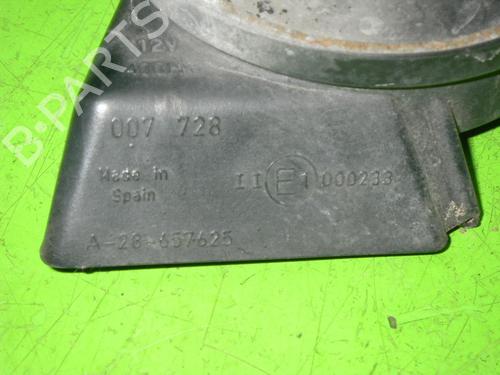 12V
007 728
Made in
Spain
II E1 000233
A-28-657625
B-PARTS